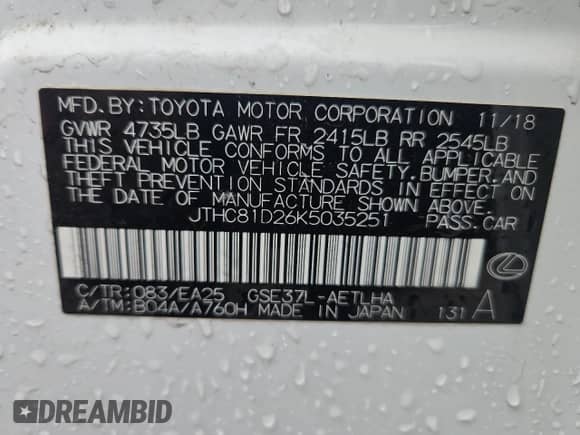 MFD. BY: TOYOTA MOTOR CORPORATION 11/18
GVWR 4735LB GAWR FR 2415LB RR 2545LB
THIS VEHICLE CONFORMS TO ALL APPLICABLE
FEDERAL MOTOR VEHICLE SAFETY, BUMPER, AND
THEFT PREVENTION STANDARDS IN EFFECT ON
THE DATE OF MANUFACTURE SHOWN ABOVE.
JTHC81D26K5035251 PASS. CAR
C/TR: 083/EA25 GSE37L-AETLHA
A/TM: B04A/A760H MADE IN JAPAN 131 A
DREAMBID